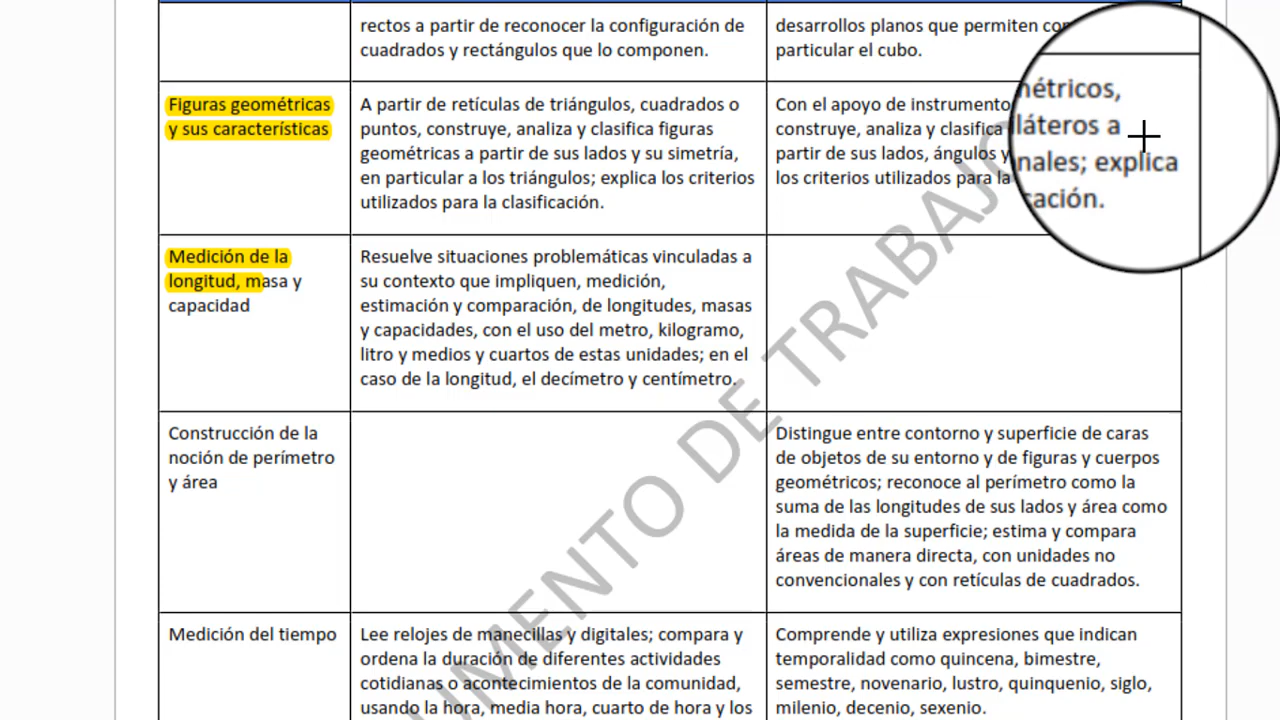 rectos a partir de reconocer la configuración de
cuadrados y rectángulos que lo componen.
desarrollos planos que permiten
particular el cubo.
Figuras geométricas
y sus características
A partir de retículas de triángulos, cuadrados o
puntos, construye, analiza y clasifica figuras
geométricas a partir de sus lados y su simetría,
en particular a los triángulos; explica los criterios
utilizados para la clasificación.
Con el apoyo de
construye, analiza y clasifica
partir de sus lados, ángulos y
los criterios utilizados para la
láteros a
explica
Medición de la
longitud, masa y
capacidad
Resuelve situaciones problemáticas vinculadas a
su contexto que impliquen, medición,
estimación y comparación, de longitudes, masas
y capacidades, con el uso del metro, kilogramo,
litro y medios y cuartos de estas unidades; en el
caso de la longitud, el decímetro y centímetro.
Construcción de la
noción de perímetro
y área
Distingue entre contorno y superficie de caras
de objetos de su entorno y de figuras y cuerpos
geométricos; reconoce al perímetro como la
suma de las longitudes de sus lados y área como
la medida de la superficie; estima y compara
áreas de manera directa, con unidades no
convencionales y con retículas de cuadrados.
Medición del tiempo
Lee relojes de manecillas y digitales; compara y
ordena la duración de diferentes actividades
cotidianas o acontecimientos de la comunidad,
usando la hora, media hora, cuarto de hora y los
Comprende y utiliza expresiones que indican
temporalidad como quincena, bimestre,
semestre, novenario, lustro, quinquenio, siglo,
milenio, decenio, sexenio.
UMENTO DE TRABAJO